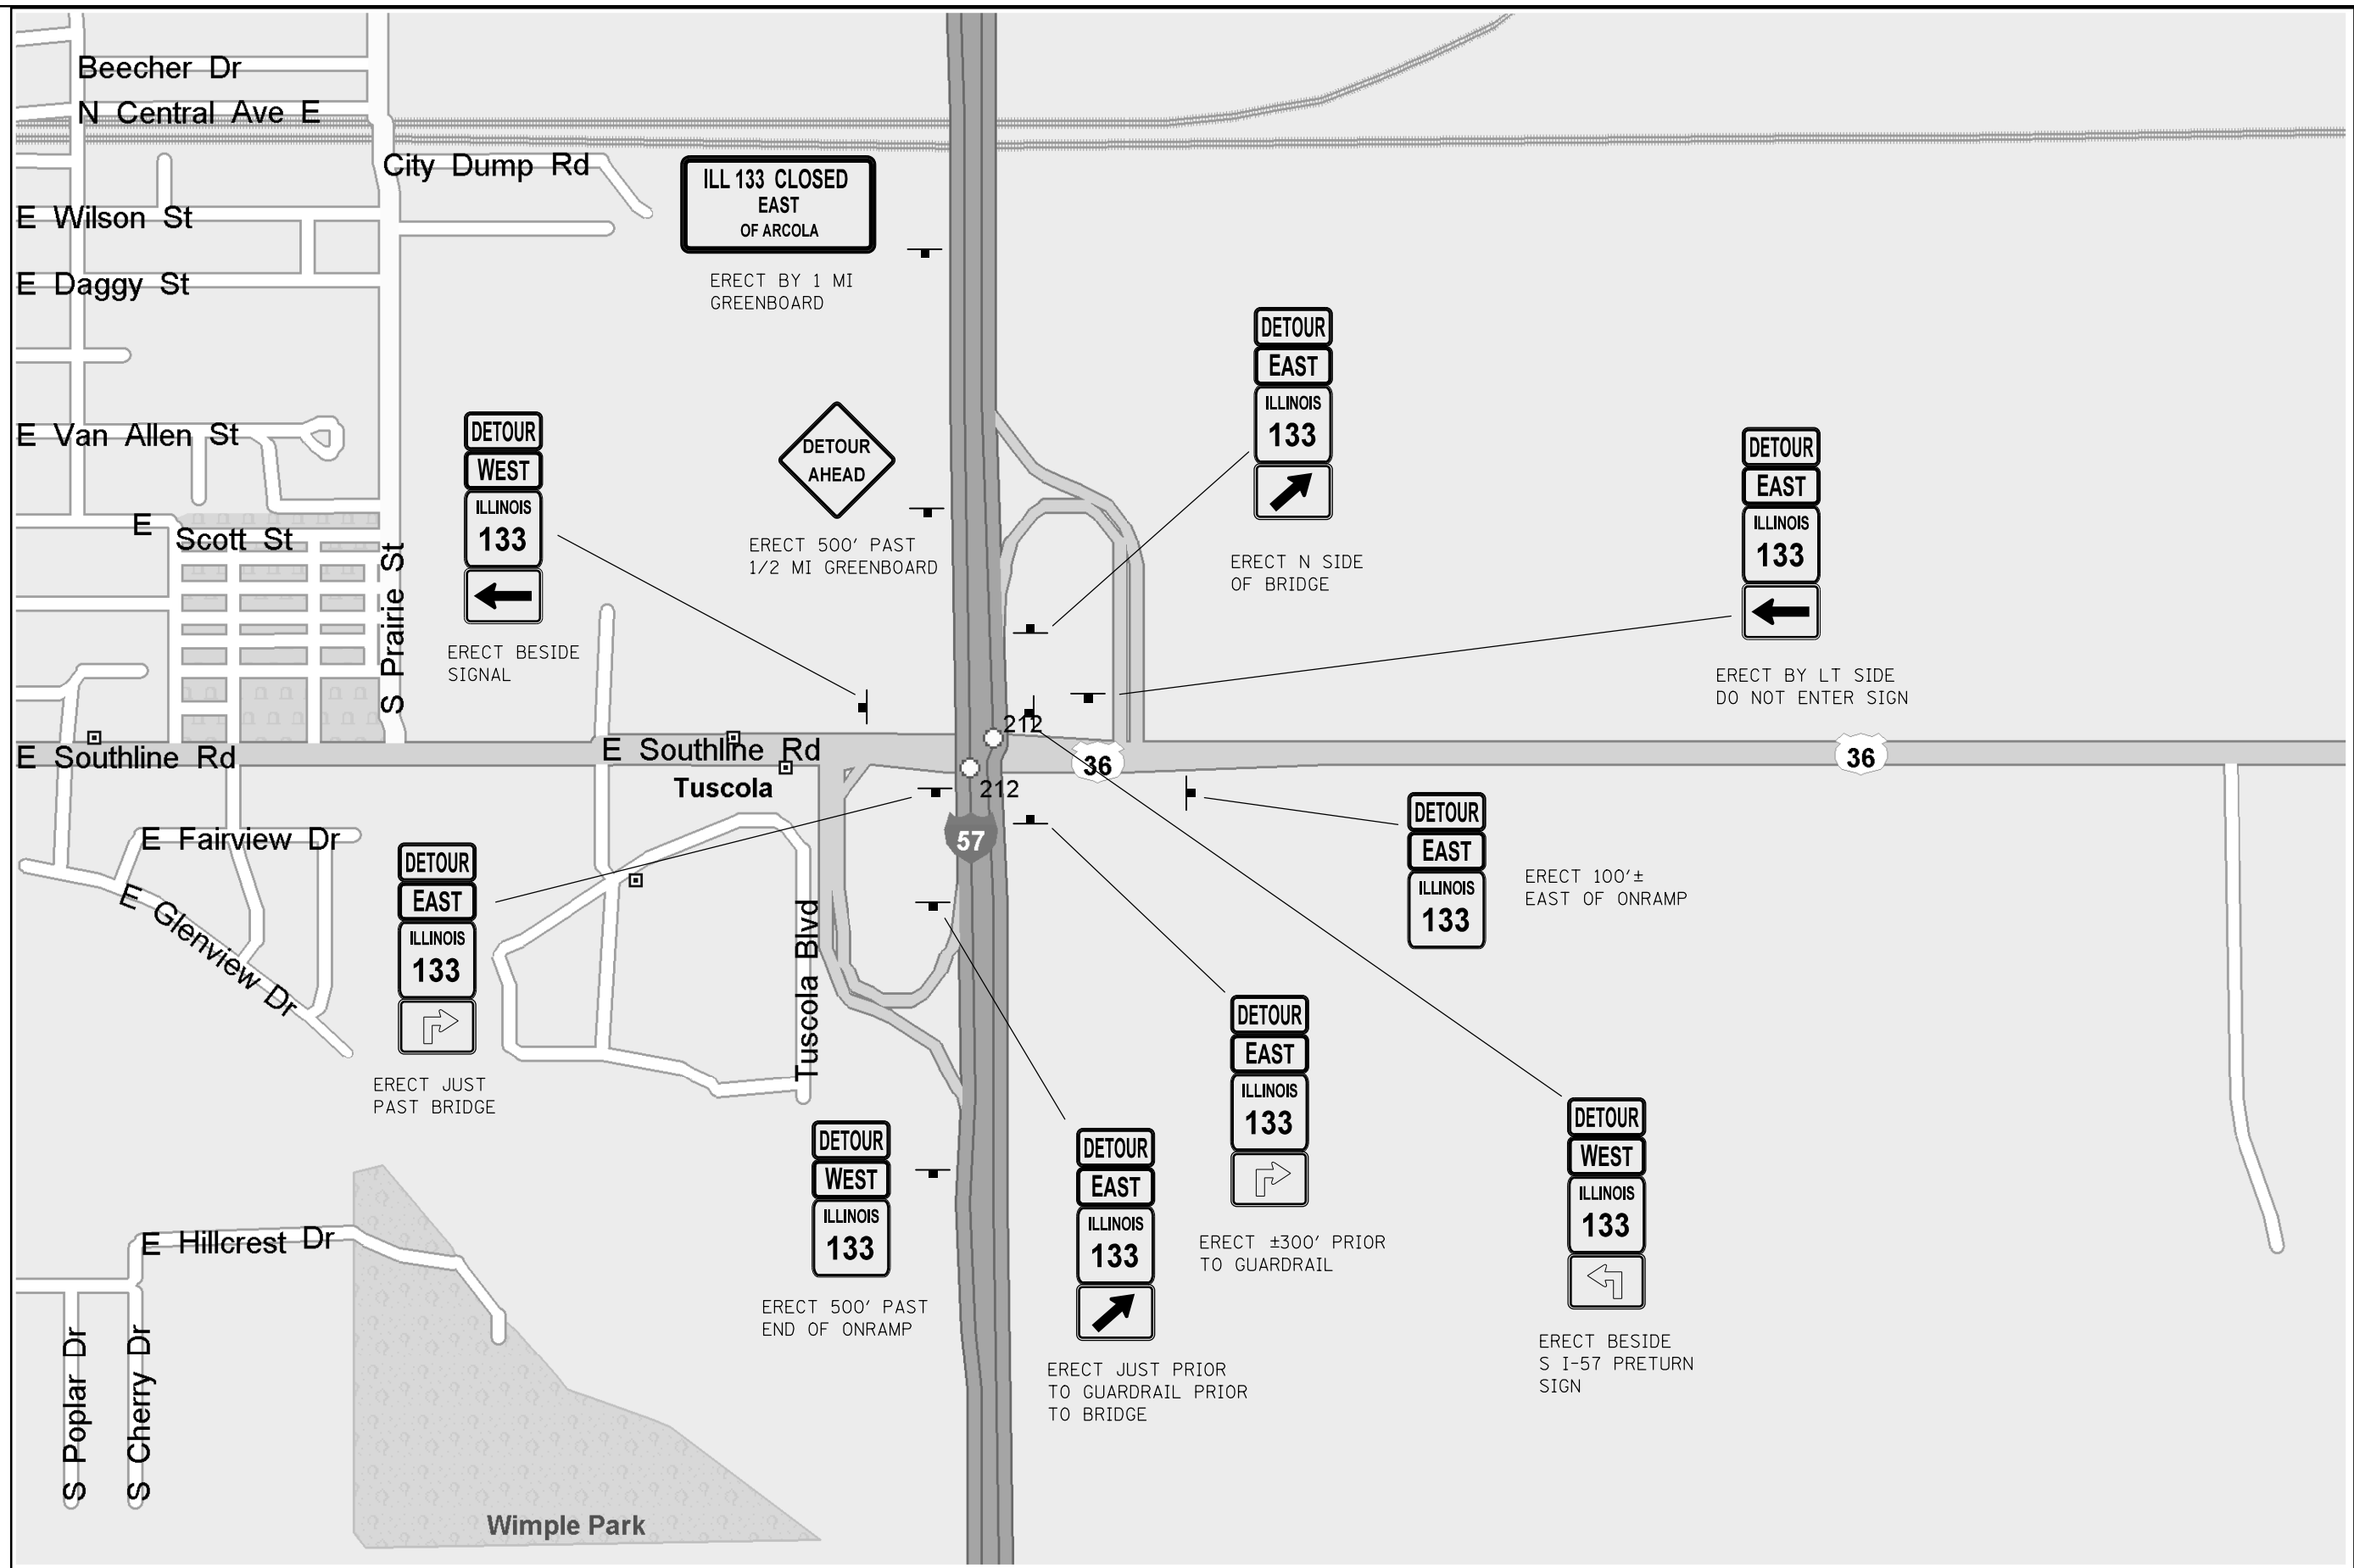 Beecher Dr
N Central Ave E
City Dump Rd
E Wilson St
E Daggy St
ILL 133 CLOSED
EAST
OF ARCOLA
ERECT BY 1 MI
GREENBOARD
E Van Allen St
E
Scott St
S Prairie St
DETOUR
WEST
ILLINOIS
133
ERECT BESIDE
SIGNAL
DETOUR
AHEAD
ERECT 500' PAST
1/2 MI GREENBOARD
DETOUR
EAST
ILLINOIS
133
ERECT N SIDE
OF BRIDGE
DETOUR
EAST
ILLINOIS
133
ERECT BY LT SIDE
DO NOT ENTER SIGN
E Southline Rd
E Southline Rd
Tuscola
212
212
36
36
57
E Fairview Dr
E Glenview Dr
Tuscola Blvd
DETOUR
EAST
ILLINOIS
133
ERECT JUST
PAST BRIDGE
DETOUR
EAST
ILLINOIS
133
ERECT 100'±
EAST OF ONRAMP
DETOUR
EAST
ILLINOIS
133
ERECT ±300' PRIOR
TO GUARDRAIL
DETOUR
WEST
ILLINOIS
133
ERECT BESIDE
S I-57 PRETURN
SIGN
DETOUR
WEST
ILLINOIS
133
ERECT 500' PAST
END OF ONRAMP
DETOUR
EAST
ILLINOIS
133
ERECT JUST PRIOR
TO GUARDRAIL PRIOR
TO BRIDGE
E Hillcrest Dr
S Poplar Dr
S Cherry Dr
Wimple Park